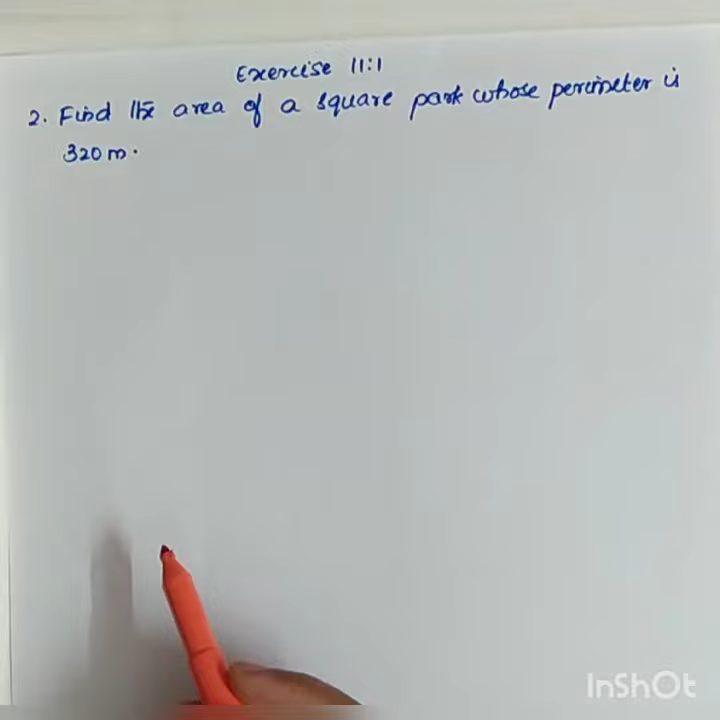 Exercise 11:1
2. Find the area of a square park whose perimeter is
320 m.
InShOt